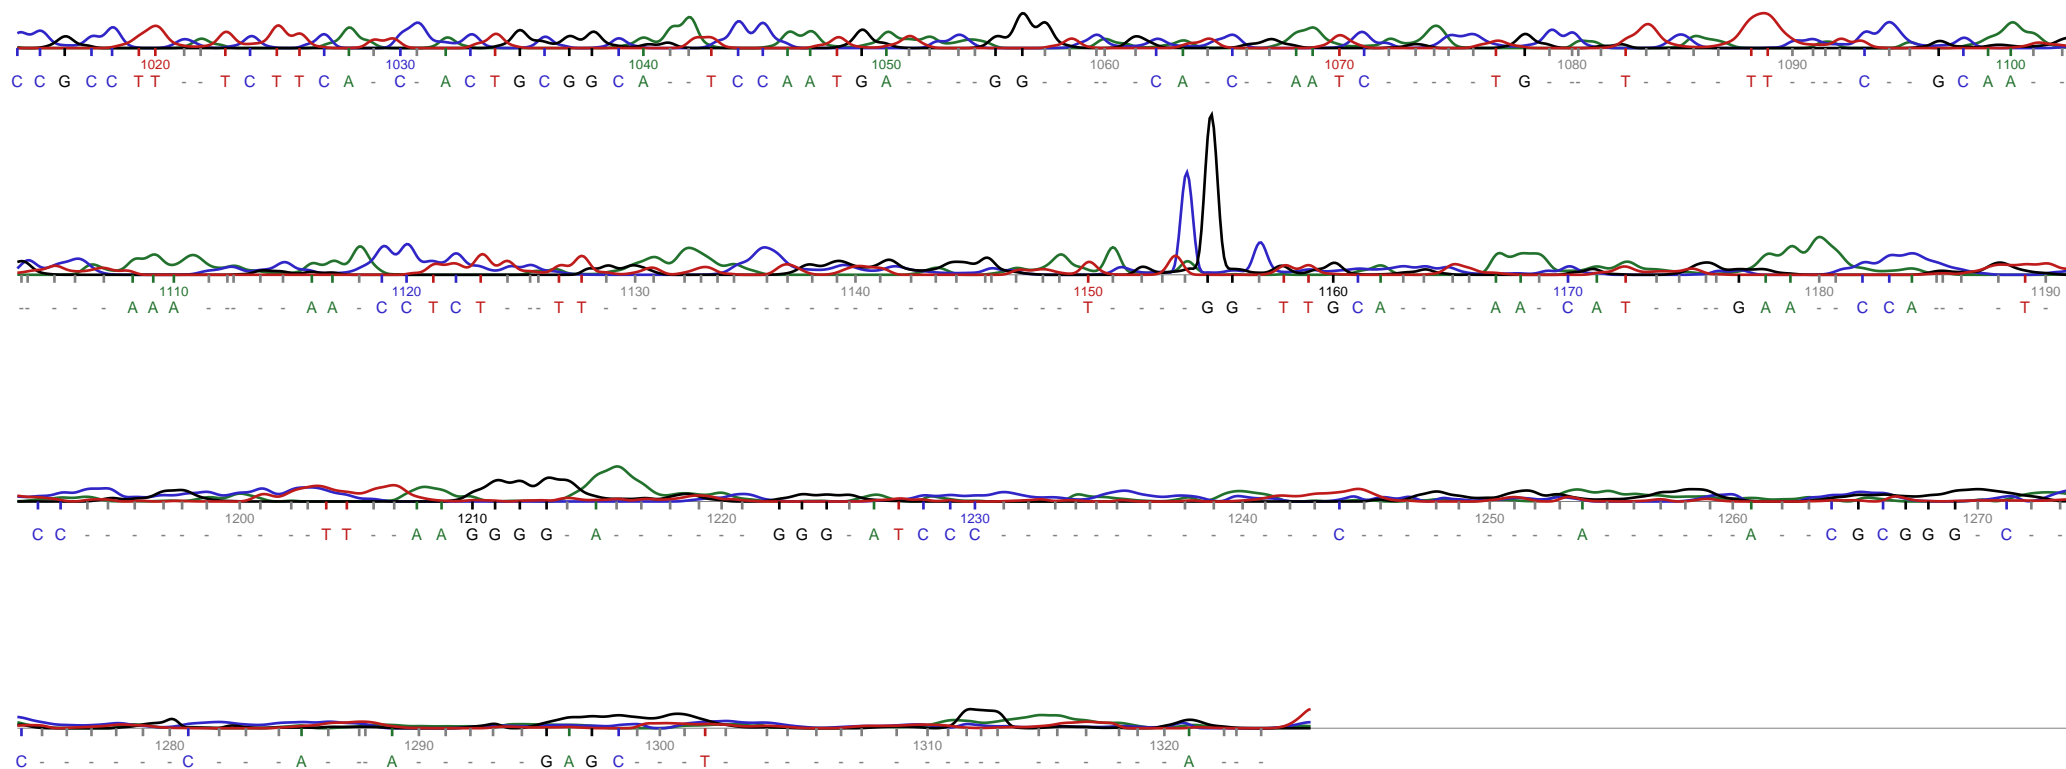 1020 1030 1040 1050 1060 1070 1080 1090 1100
C C G C C T T - - T C T T C A - C - A C T G C G G C A - - T C C A A T G A - - - - G G - - - - - C A - C - - A A T C - - - - - T G - - - - T - - - - T T - - - - - C - - G C A A - -
1110 1120 1130 1140 1150 1160 1170 1180 1190
- - - - - A A A - - - - - A A - C C T C T - - - T T - - - - - - - - - - - - - - - - - - - - - - T - - - - G G - T T G C A - - - - A A - C A T - - - - G A A - - C C A - - - - T -
1200 1210 1220 1230 1240 1250 1260 1270
C C - - - - - - - - - - T T - - A A G G G G - A - - - - - - G G G - A T C C C - - - - - - - - - - - - - C - - - - - - - - - A - - - - - - A - - C G C G G G - C - -
1280 1290 1300 1310 1320
C - - - - - - C - - - - A - - - A - - - - - G A G C - - - T - - - - - - - - - - - - - - - - - - A - - -